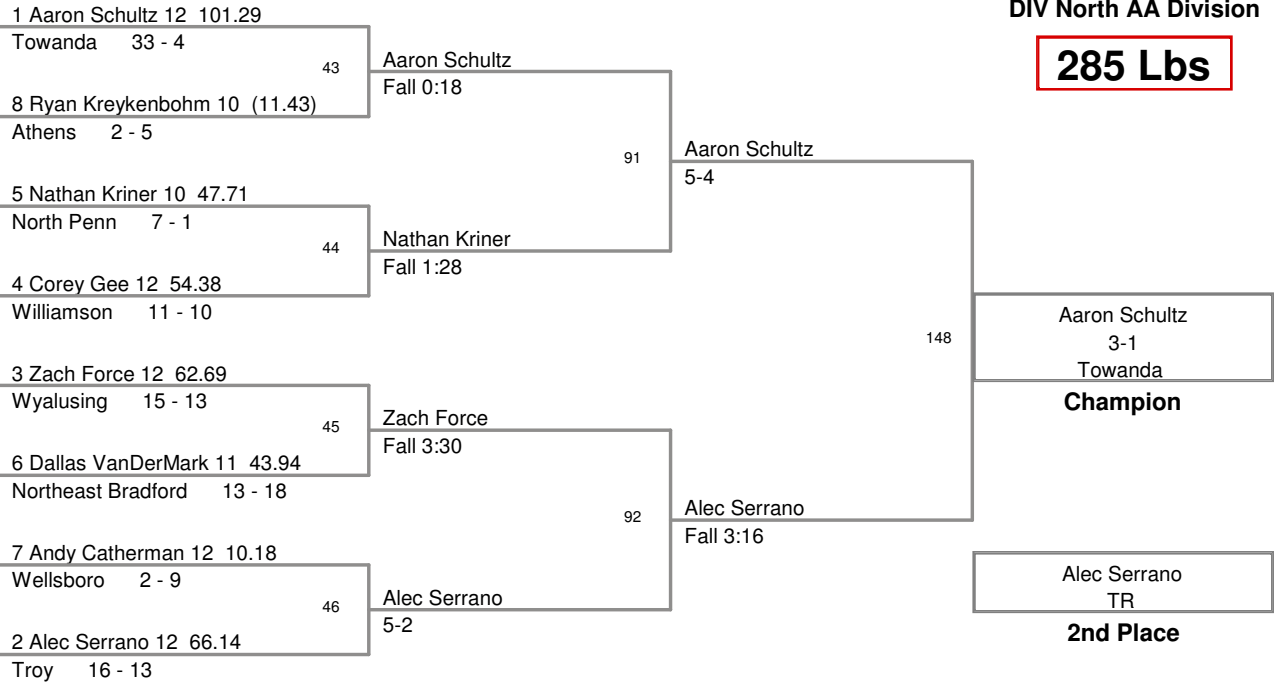 DIV North AA Division
285 Lbs
1 Aaron Schultz 12 101.29
Towanda 33 - 4
43
8 Ryan Kreykenbohm 10 (11.43)
Athens 2 - 5
5 Nathan Kriner 10 47.71
North Penn 7 - 1
44
4 Corey Gee 12 54.38
Williamson 11 - 10
3 Zach Force 12 62.69
Wyalusing 15 - 13
45
6 Dallas VanDerMark 11 43.94
Northeast Bradford 13 - 18
7 Andy Catherman 12 10.18
Wellsboro 2 - 9
46
2 Alec Serrano 12 66.14
Troy 16 - 13
Aaron Schultz
Fall 0:18
91
Nathan Kriner
Fall 1:28
Zach Force
Fall 3:30
92
Alec Serrano
5-2
Aaron Schultz
5-4
148
Alec Serrano
Fall 3:16
Aaron Schultz
3-1
Towanda
Champion
Alec Serrano
TR
2nd Place